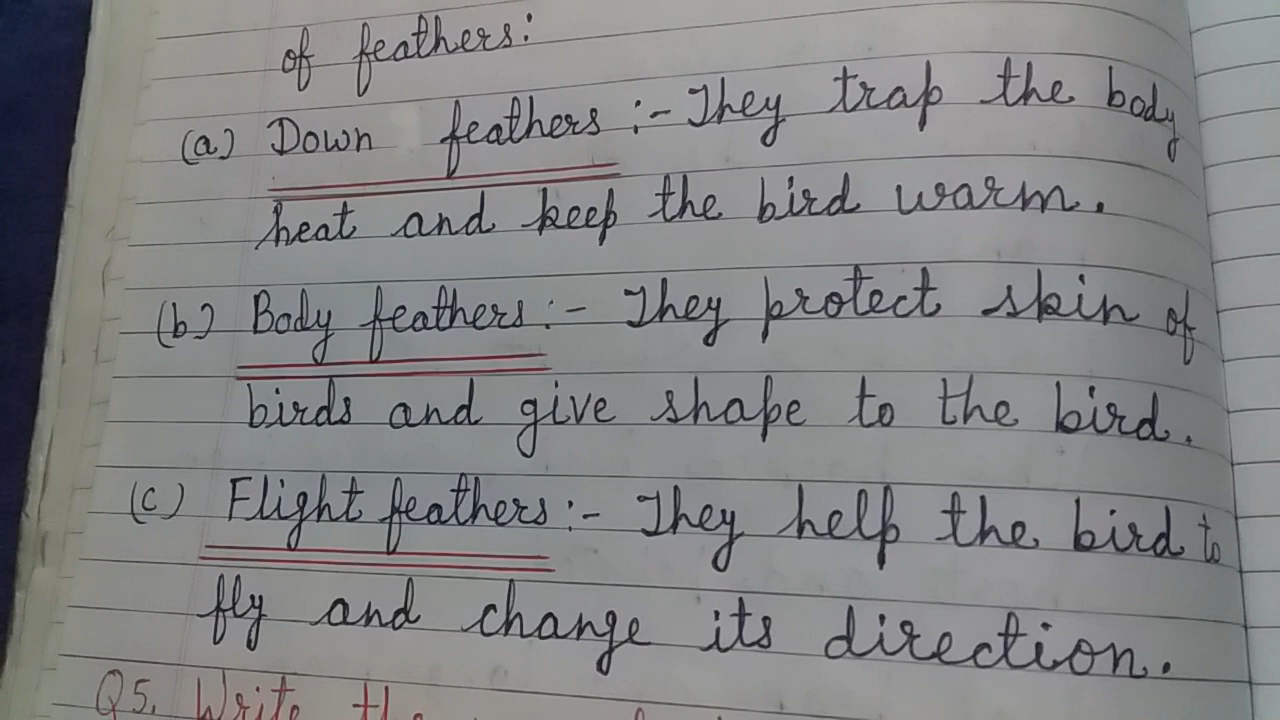 of feathers:
(a) Down feathers :- They trap the body
heat and keep the bird warm.
(b) Body feathers :- They protect skin of
birds and give shape to the bird.
(c) Flight feathers :- They help the bird to
fly and change its direction.
Q5. Write the